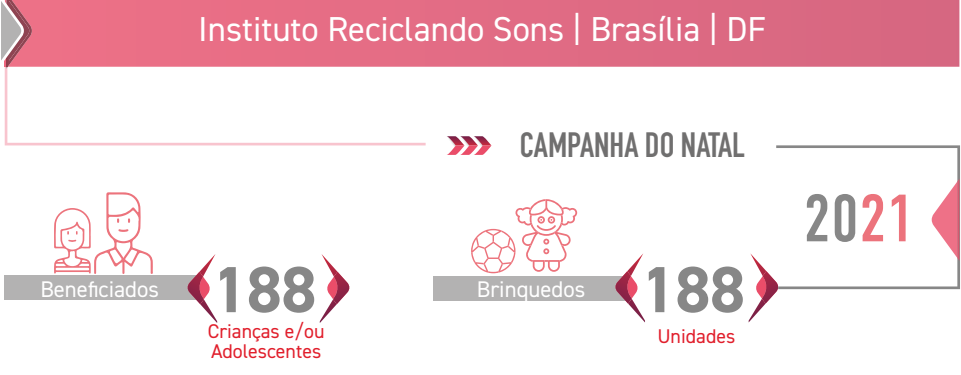 Instituto Reciclando Sons | Brasília | DF
CAMPANHA DO NATAL
2021
Beneficiados
188
Crianças e/ou
Adolescentes
Brinquedos
188
Unidades